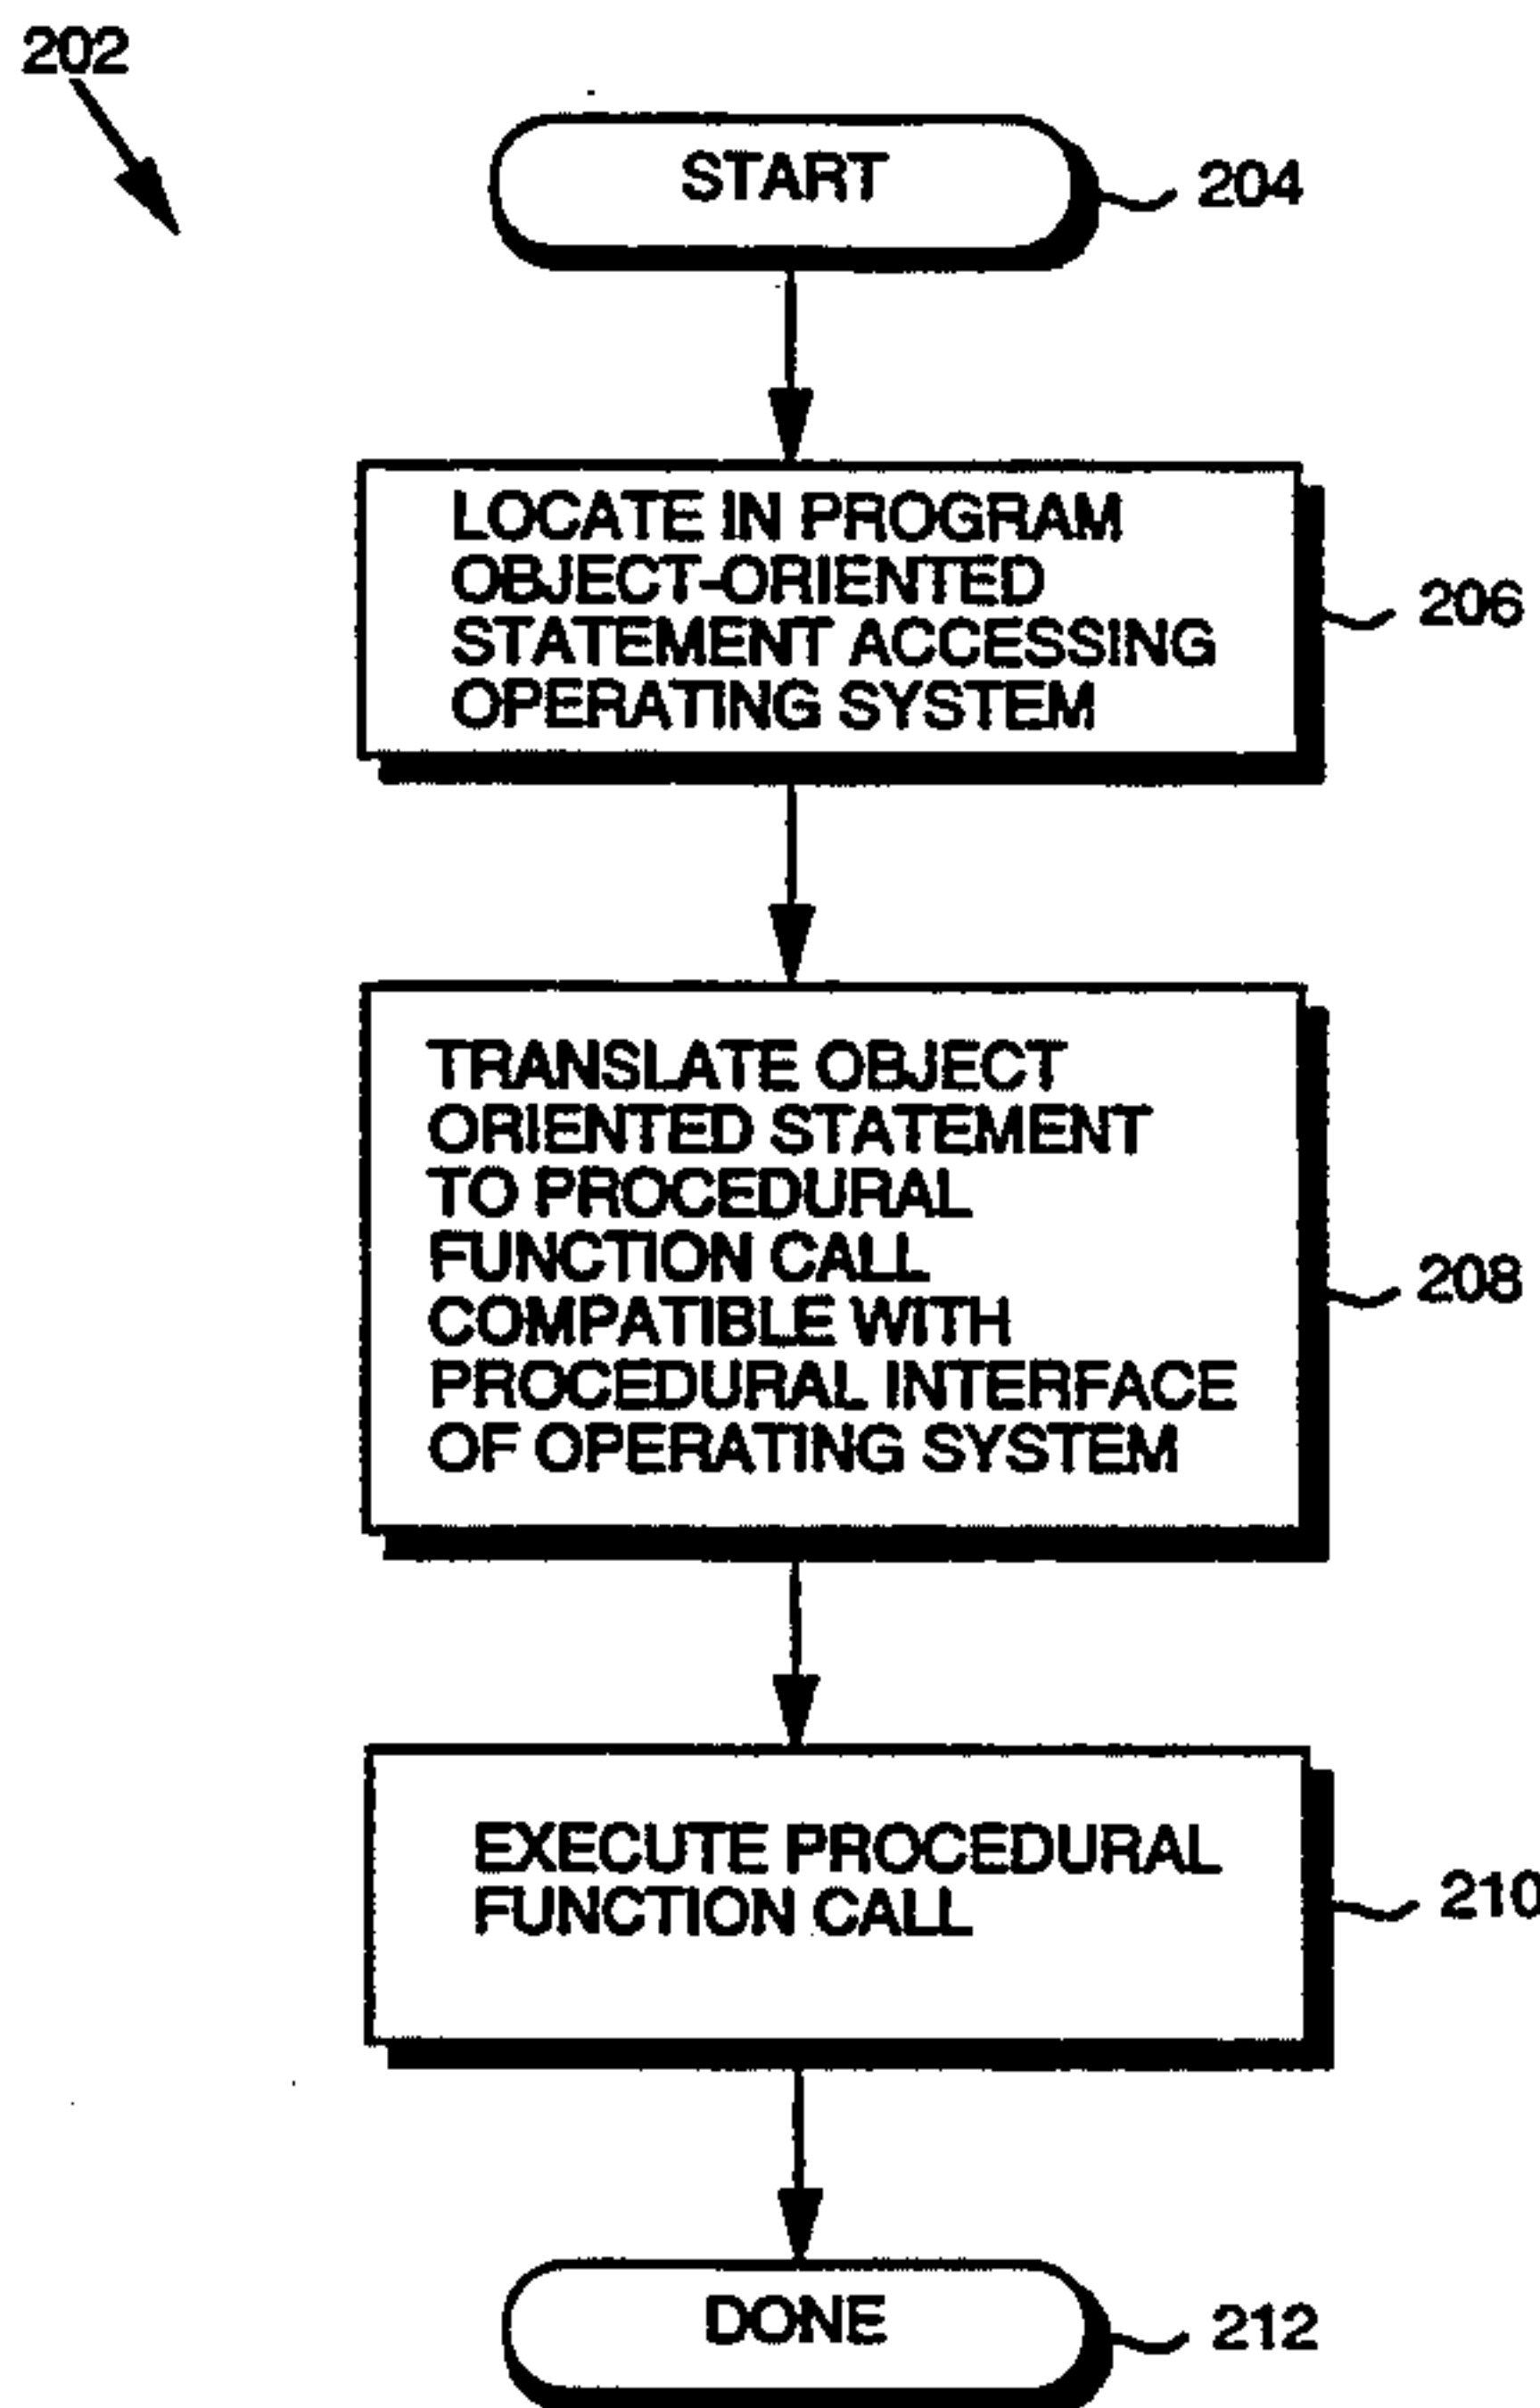 202
START
204
LOCATE IN PROGRAM
OBJECT-ORIENTED
STATEMENT ACCESSING
OPERATING SYSTEM
206
TRANSLATE OBJECT
ORIENTED STATEMENT
TO PROCEDURAL
FUNCTION CALL
COMPATIBLE WITH
PROCEDURAL INTERFACE
OF OPERATING SYSTEM
208
EXECUTE PROCEDURAL
FUNCTION CALL
210
DONE
212